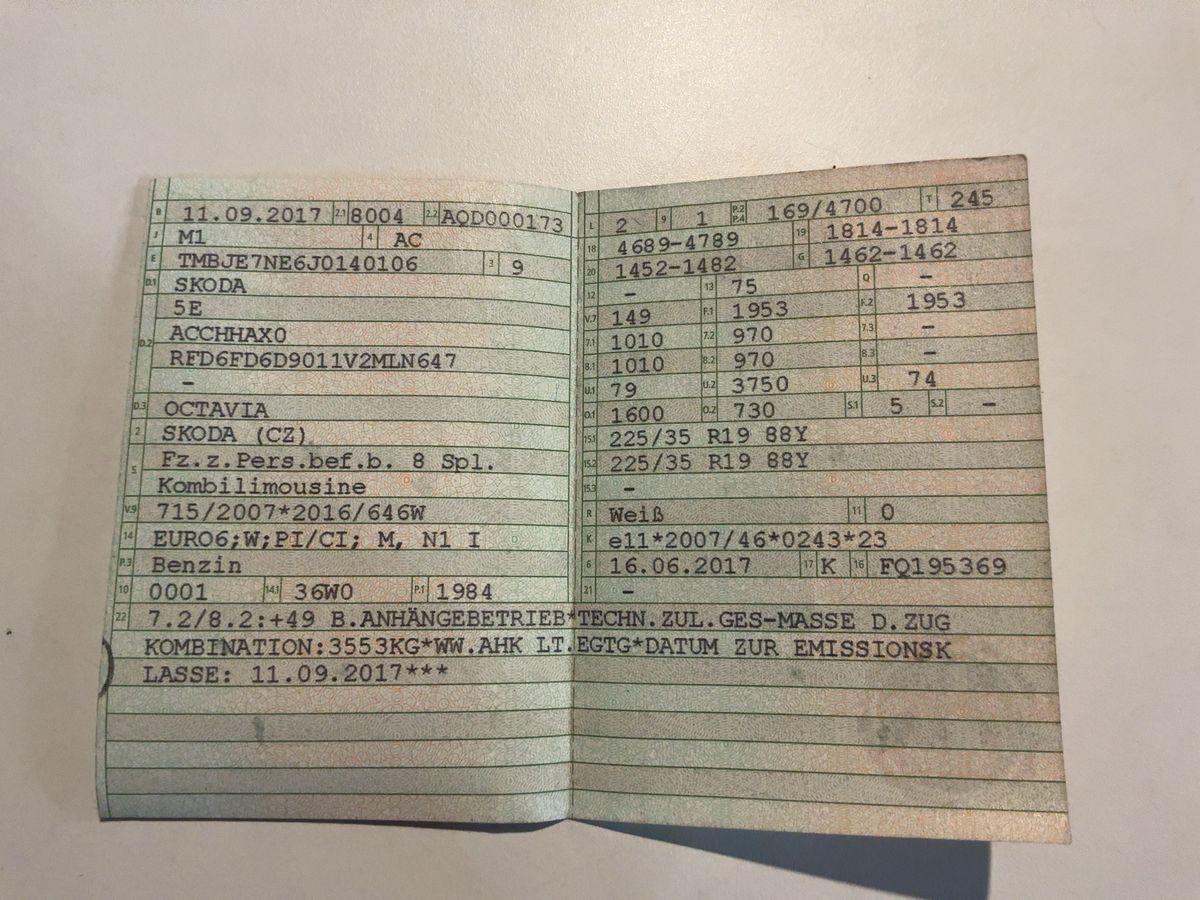 B 11.09.2017 2.1 8004 2.2 AQD000173
J M1 4 AC
E TMBJE7NE6J0140106 3 9
D.1 SKODA
5E
D.2 ACCHHAX0
RFD6FD6D9011V2MLN647
-
D.3 OCTAVIA
2 SKODA (CZ)
5 Fz.z.Pers.bef.b. 8 Spl.
Kombilimousine
V.9 715/2007*2016/646W
14 EURO6;W;PI/CI; M, N1 I
P.3 Benzin
10 0001 14.1 36W0 P.1 1984
L 2 9 1 P.2 P.4 169/4700 T 245
18 4689-4789 19 1814-1814
20 1452-1482 G 1462-1462
12 - 13 75 Q -
V.7 149 F.1 1953 F.2 1953
7.1 1010 7.2 970 7.3 -
8.1 1010 8.2 970 8.3 -
U.1 79 U.2 3750 U.3 74
O.1 1600 O.2 730 S.1 5 S.2 -
15.1 225/35 R19 88Y
15.2 225/35 R19 88Y
15.3 -
R Weiß 11 0
K e11*2007/46*0243*23
6 16.06.2017 17 K 16 FQ195369
21 -
22 7.2/8.2:+49 B.ANHÄNGEBETRIEB*TECHN.ZUL.GES-MASSE D.ZUG
KOMBINATION:3553KG*WW.AHK LT.EGTG*DATUM ZUR EMISSIONSK
LASSE: 11.09.2017***